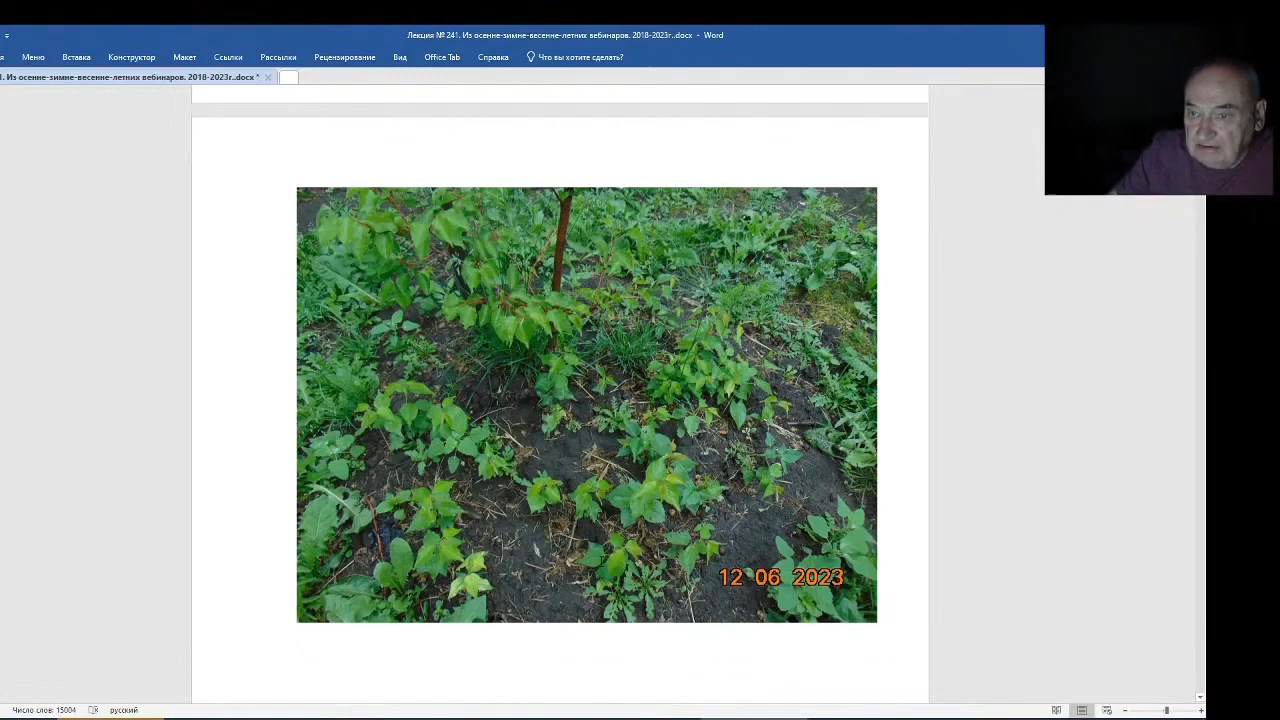 Лекция № 241. Из осенне-зимне-весенне-летних вебинаров. 2018-2023г..docx - Word
Меню Вставка Конструктор Макет Ссылки Рассылки Рецензирование Вид Office Tab Справка Что вы хотите сделать?
1. Из осенне-зимне-весенне-летних вебинаров. 2018-2023г..docx *
12 06 2023
Число слов: 15004 русский